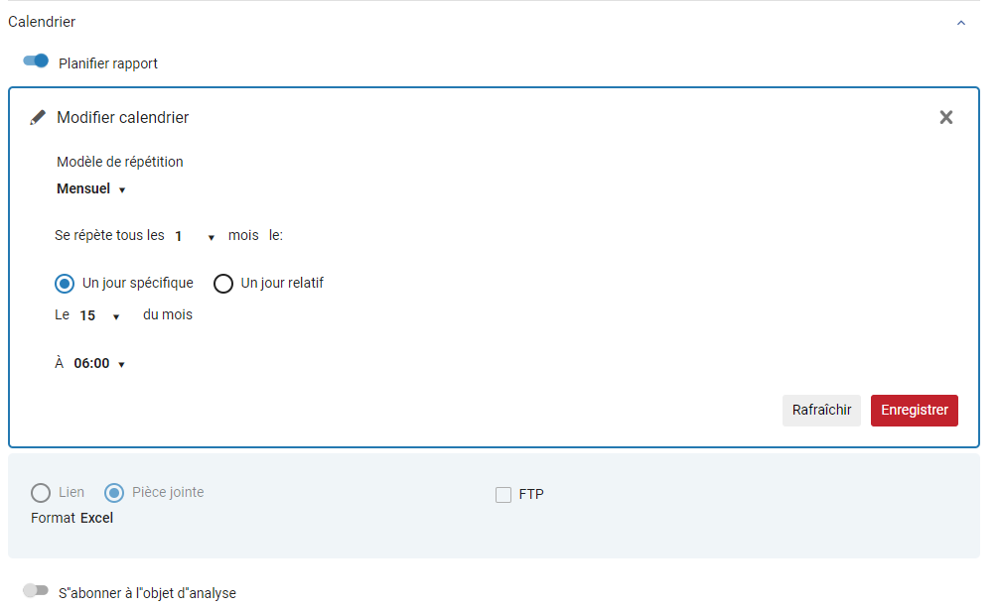 Calendrier
Planifier rapport
Modifier calendrier
Modèle de répétition
Mensuel
Se répète tous les 1 mois le:
Un jour spécifique Un jour relatif
Le 15 du mois
À 06:00
Rafraîchir Enregistrer
Lien Pièce jointe FTP
Format Excel
S"abonner à l"objet d"analyse